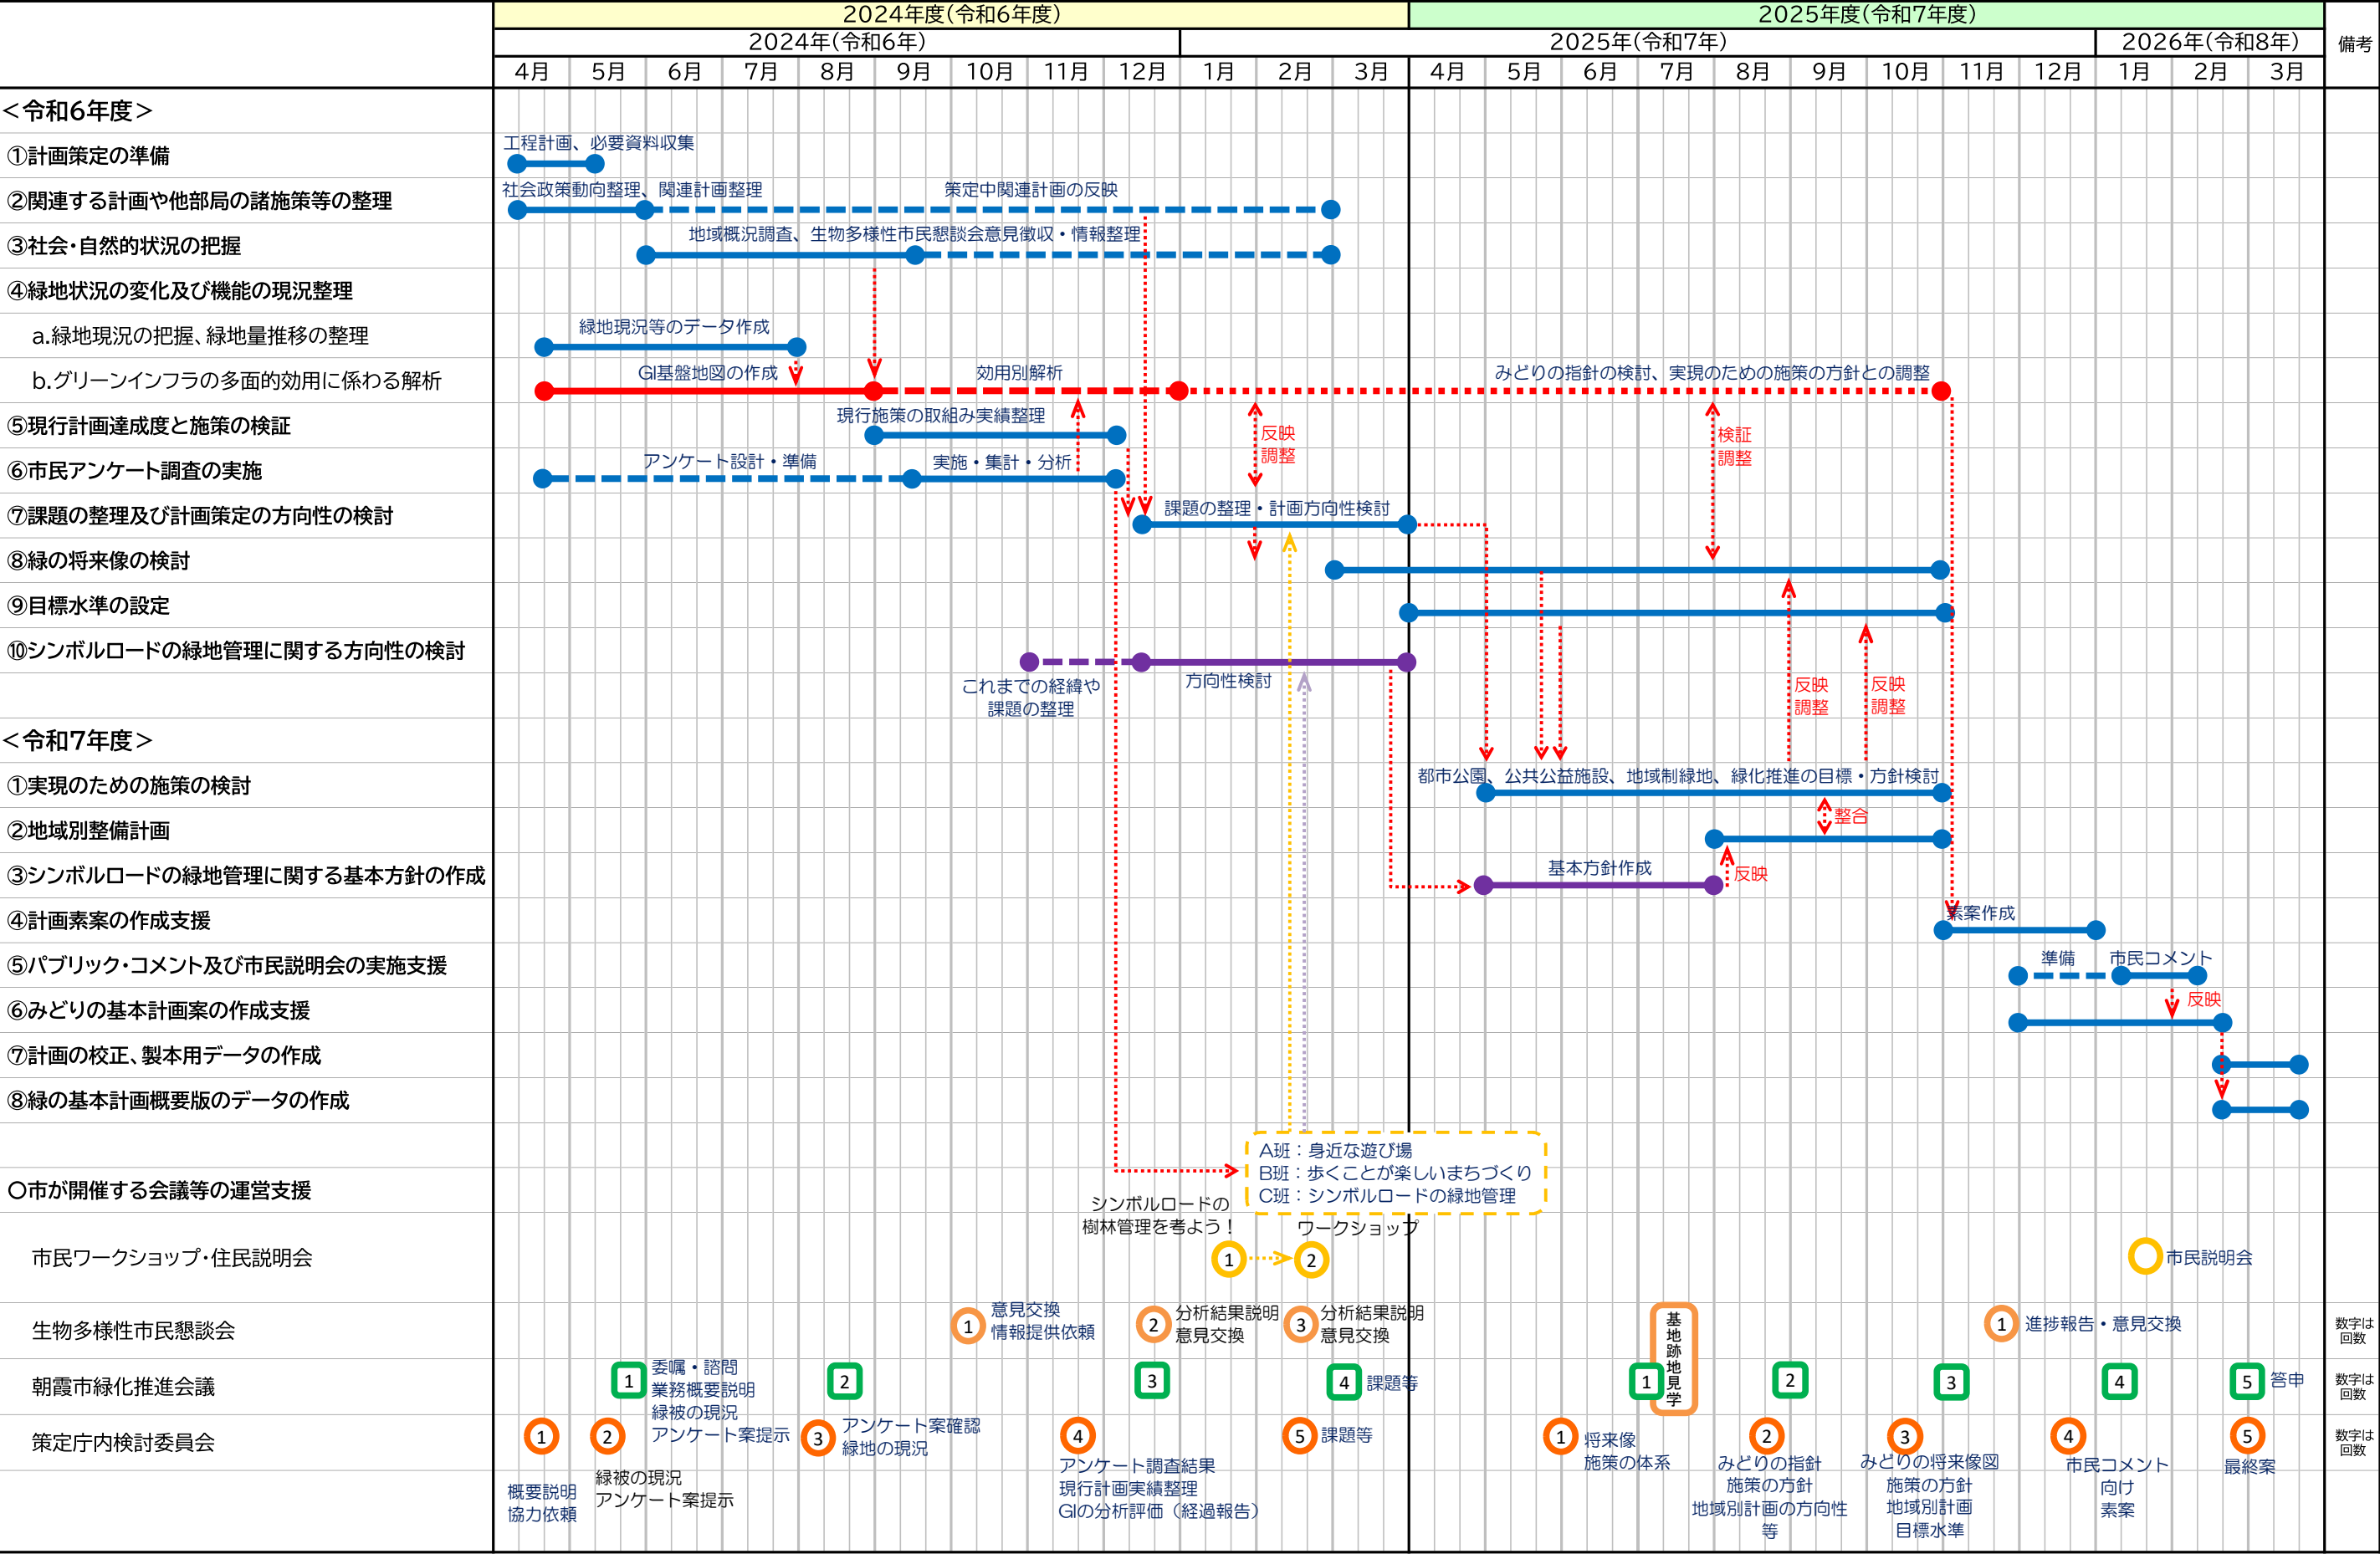 2024年度(令和6年度)
2025年度(令和7年度)
備考
2024年(令和6年)
2025年(令和7年)
2026年(令和8年)
4月 5月 6月 7月 8月 9月 10月 11月 12月 1月 2月 3月 4月 5月 6月 7月 8月 9月 10月 11月 12月 1月 2月 3月
<令和6年度>
①計画策定の準備
工程計画、必要資料収集
②関連する計画や他部局の諸施策等の整理
社会政策動向整理、関連計画整理
策定中関連計画の反映
③社会・自然的状況の把握
地域概況調査、生物多様性市民懇談会意見徴収・情報整理
④緑地状況の変化及び機能の現況整理
a.緑地現況の把握、緑地量推移の整理
緑地現況等のデータ作成
b.グリーンインフラの多面的効用に係わる解析
GI基盤地図の作成
効用別解析
みどりの指針の検討、実現のための施策の方針との調整
⑤現行計画達成度と施策の検証
現行施策の取組み実績整理
反映
調整
検証
調整
⑥市民アンケート調査の実施
アンケート設計・準備
実施・集計・分析
⑦課題の整理及び計画策定の方向性の検討
課題の整理・計画方向性検討
⑧緑の将来像の検討
⑨目標水準の設定
⑩シンボルロードの緑地管理に関する方向性の検討
これまでの経緯や
課題の整理
方向性検討
反映
調整
反映
調整
<令和7年度>
①実現のための施策の検討
都市公園、公共公益施設、地域制緑地、緑化推進の目標・方針検討
②地域別整備計画
整合
③シンボルロードの緑地管理に関する基本方針の作成
基本方針作成
反映
④計画素案の作成支援
素案作成
⑤パブリック・コメント及び市民説明会の実施支援
準備
市民コメント
⑥みどりの基本計画案の作成支援
反映
⑦計画の校正、製本用データの作成
⑧緑の基本計画概要版のデータの作成
A班：身近な遊び場
B班：歩くことが楽しいまちづくり
C班：シンボルロードの緑地管理
〇市が開催する会議等の運営支援
シンボルロードの
樹林管理を考よう！
ワークショップ
市民ワークショップ・住民説明会
1
2
市民説明会
生物多様性市民懇談会
1
意見交換
情報提供依頼
2
分析結果説明
意見交換
3
分析結果説明
意見交換
基地跡地見学
1
進捗報告・意見交換
数字は
回数
朝霞市緑化推進会議
1
委嘱・諮問
業務概要説明
緑被の現況
アンケート案提示
2
3
4
課題等
1
2
3
4
5
答申
数字は
回数
策定庁内検討委員会
1
概要説明
協力依頼
2
緑被の現況
アンケート案提示
3
アンケート案確認
緑地の現況
4
アンケート調査結果
現行計画実績整理
GIの分析評価（経過報告）
5
課題等
1
将来像
施策の体系
2
みどりの指針
施策の方針
地域別計画の方向性
等
3
みどりの将来像図
施策の方針
地域別計画
目標水準
4
市民コメント
向け
素案
5
最終案
数字は
回数